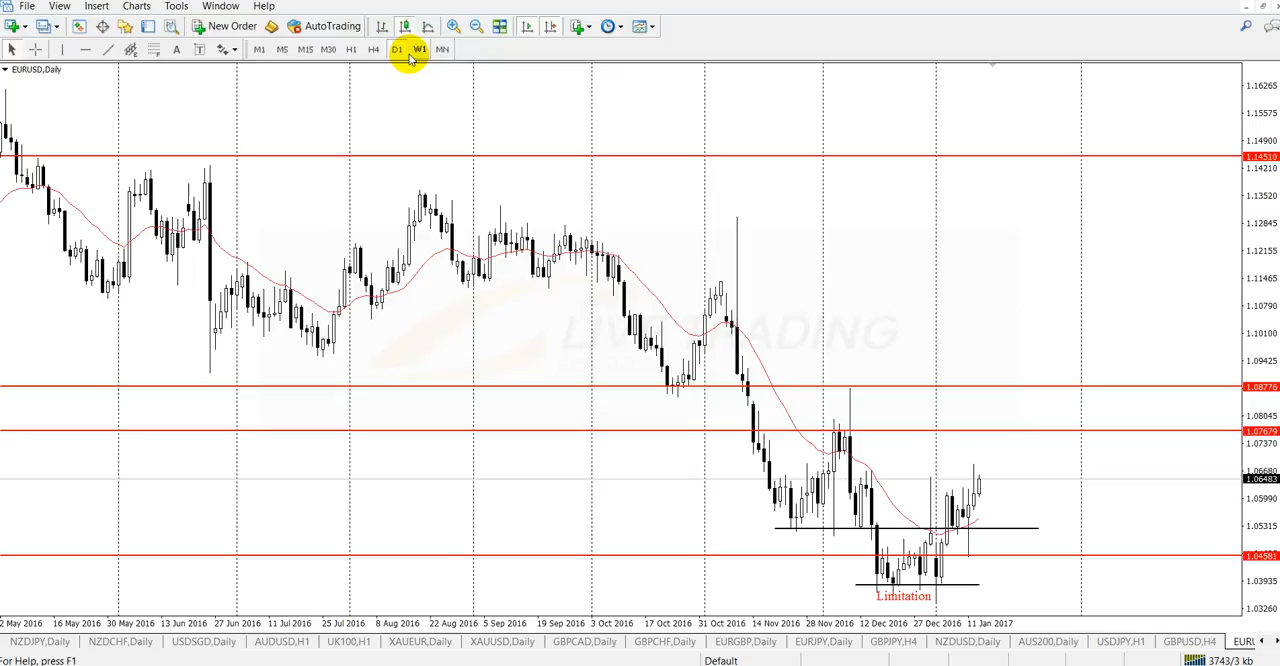 File View Insert Charts Tools Window Help
New Order AutoTrading
A T M1 M5 M15 M30 H1 H4 D1 W1 MN
EURUSD,Daily
1.16265
1.15575
1.14900
1.14510
1.14210
1.13520
1.12845
1.12155
1.11480
1.10790
1.10100
1.09425
1.08776
1.08045
1.07679
1.07370
1.06680
1.06483
1.05990
1.05315
1.04581
1.03935
1.03260
LIVE TRADING
Limitation
2 May 2016 16 May 2016 30 May 2016 13 Jun 2016 27 Jun 2016 11 Jul 2016 25 Jul 2016 8 Aug 2016 22 Aug 2016 5 Sep 2016 19 Sep 2016 3 Oct 2016 17 Oct 2016 31 Oct 2016 14 Nov 2016 28 Nov 2016 12 Dec 2016 27 Dec 2016 11 Jan 2017
NZDJPY,Daily NZDCHF,Daily USDSGD,Daily AUDUSD,H1 UK100,H1 XAUEUR,Daily XAUUSD,Daily GBPCAD,Daily GBPCHF,Daily EURGBP,Daily EURJPY,Daily GBPJPY,H4 NZDUSD,Daily AUS200,Daily USDJPY,H1 GBPUSD,H4 EURU
For Help, press F1 Default 3743/3 kb